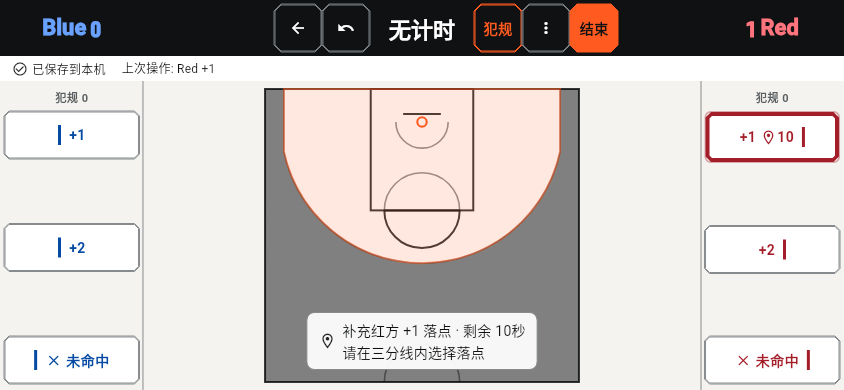 Blue 0
无计时
犯规
结束
1 Red
已保存到本机 上次操作: Red +1
犯规 0
+1
+2
未命中
补充红方 +1 落点 · 剩余 10秒
请在三分线内选择落点
犯规 0
+1 10
+2
未命中